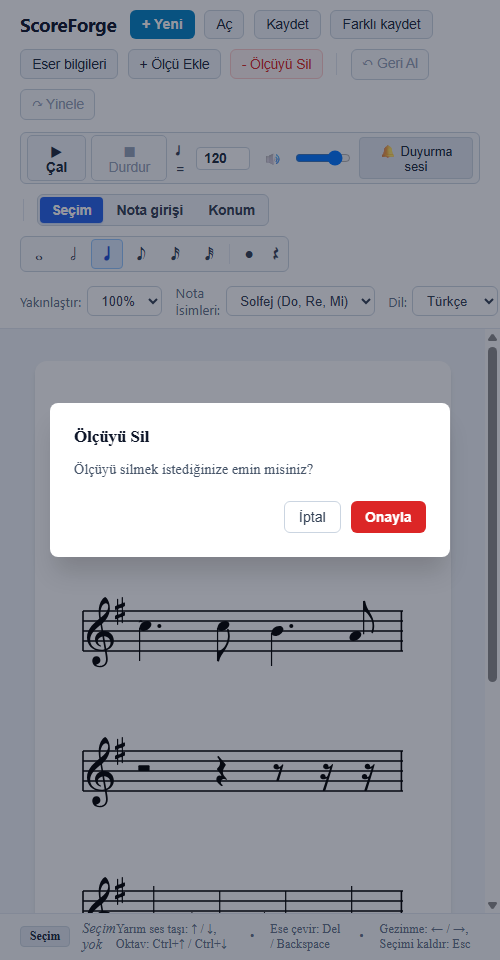 ScoreForge
+ Yeni
Aç
Kaydet
Farklı kaydet
Eser bilgileri
+ Ölçü Ekle
- Ölçüyü Sil
↶ Geri Al
↷ Yinele
▶ Çal
■ Durdur
♩ =
120
🔔 Duyurma
sesi
Seçim
Nota girişi
Konum
Yakınlaştır:
100%
Nota
İsimleri:
Solfej (Do, Re, Mi)
Dil:
Türkçe
Ölçüyü Sil
Ölçüyü silmek istediğinize emin misiniz?
İptal
Onayla
Seçim
Seçim
yok
Yarım ses taşı: ↑ / ↓,
Oktav: Ctrl+↑ / Ctrl+↓
•
Ese çevir: Del
/ Backspace
•
Gezinme: ← / →,
Seçimi kaldır: Esc